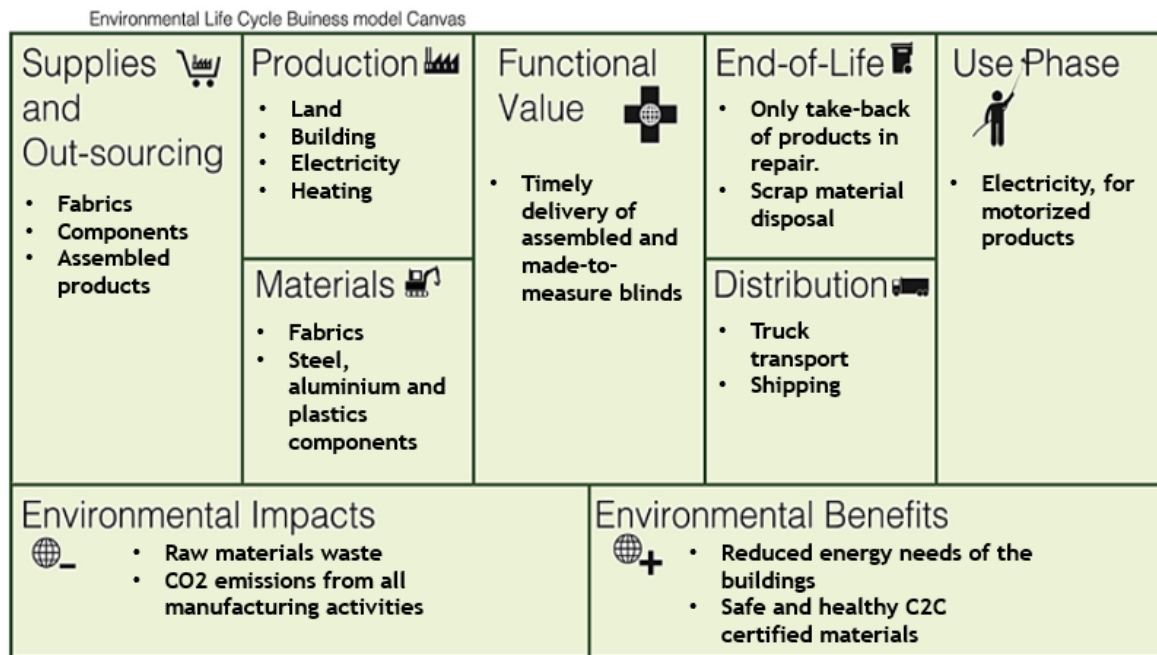 Environmental Life Cycle Buiness model Canvas
Supplies
and
Out-sourcing
• Fabrics
• Components
• Assembled
products
Production
• Land
• Building
• Electricity
• Heating
Materials
• Fabrics
• Steel,
aluminium and
plastics
components
Functional
Value
• Timely
delivery of
assembled and
made-to-
measure blinds
End-of-Life
• Only take-back
of products in
repair.
• Scrap material
disposal
Distribution
• Truck
transport
• Shipping
Use Phase
• Electricity, for
motorized
products
Environmental Impacts
• Raw materials waste
• CO2 emissions from all
manufacturing activities
Environmental Benefits
• Reduced energy needs of the
buildings
• Safe and healthy C2C
certified materials